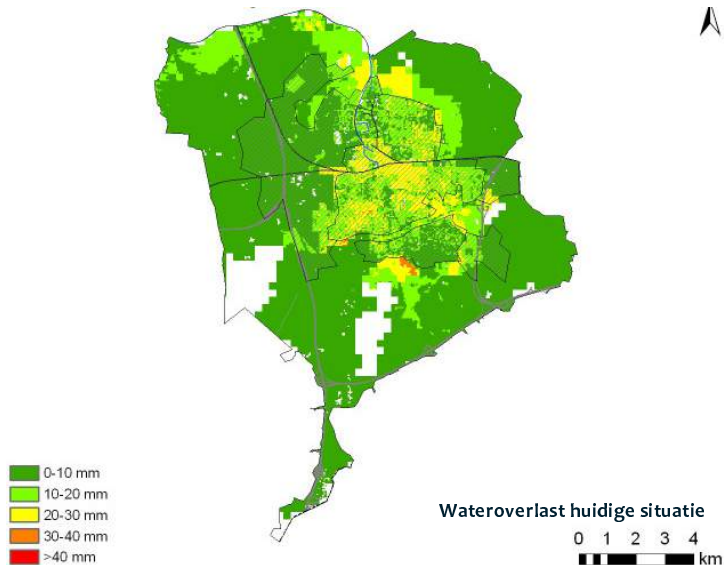 0-10 mm
10-20 mm
20-30 mm
30-40 mm
>40 mm
Wateroverlast huidige situatie
0 1 2 3 4
km